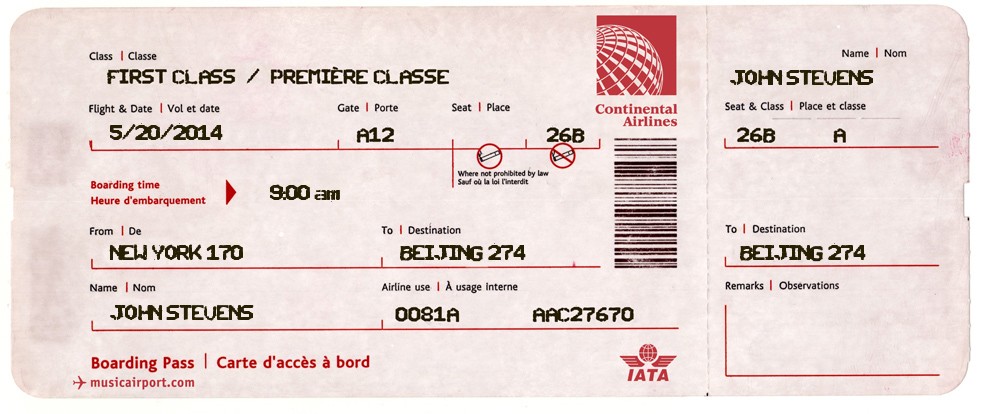 Class | Classe
FIRST CLASS / PREMIÈRE CLASSE
Flight & Date | Vol et date
Gate | Porte
Seat | Place
5/20/2014
A12
26B
Where not prohibited by law
Sauf où la loi l'interdit
Boarding time
Heure d'embarquement
9:00 am
From | De
To | Destination
NEW YORK 170
BEIJING 274
Name | Nom
Airline use | À usage interne
JOHN STEVENS
0081A
AAC27670
Boarding Pass | Carte d'accès à bord
musicairport.com
Continental
Airlines
IATA
Name | Nom
JOHN STEVENS
Seat & Class | Place et classe
26B
A
To | Destination
BEIJING 274
Remarks | Observations